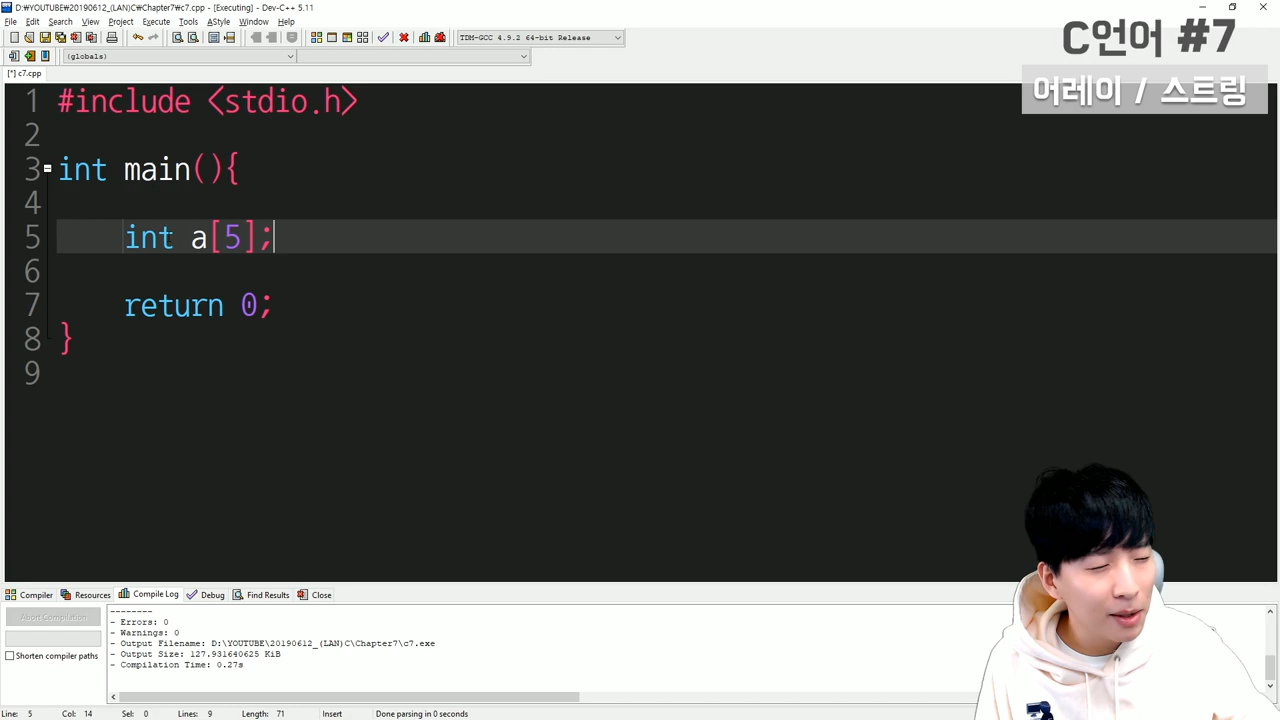 D:₩YOUTUBE₩20190612_(LAN)C₩Chapter7₩c7.cpp - [Executing] - Dev-C++ 5.11
File Edit Search View Project Execute Tools AStyle Window Help
TDM-GCC 4.9.2 64-bit Release
(globals)
[*] c7.cpp
C언어 #7
어레이 / 스트링
1 #include <stdio.h>
2
3 int main(){
4
5 int a[5];
6
7 return 0;
8 }
9
Compiler Resources Compile Log Debug Find Results Close
Abort Compilation
Shorten compiler paths
--------
- Errors: 0
- Warnings: 0
- Output Filename: D:\YOUTUBE\20190612_(LAN)C\Chapter7\c7.exe
- Output Size: 127.931640625 KiB
- Compilation Time: 0.27s
Line: 5 Col: 14 Sel: 0 Lines: 9 Length: 71 Insert Done parsing in 0 seconds